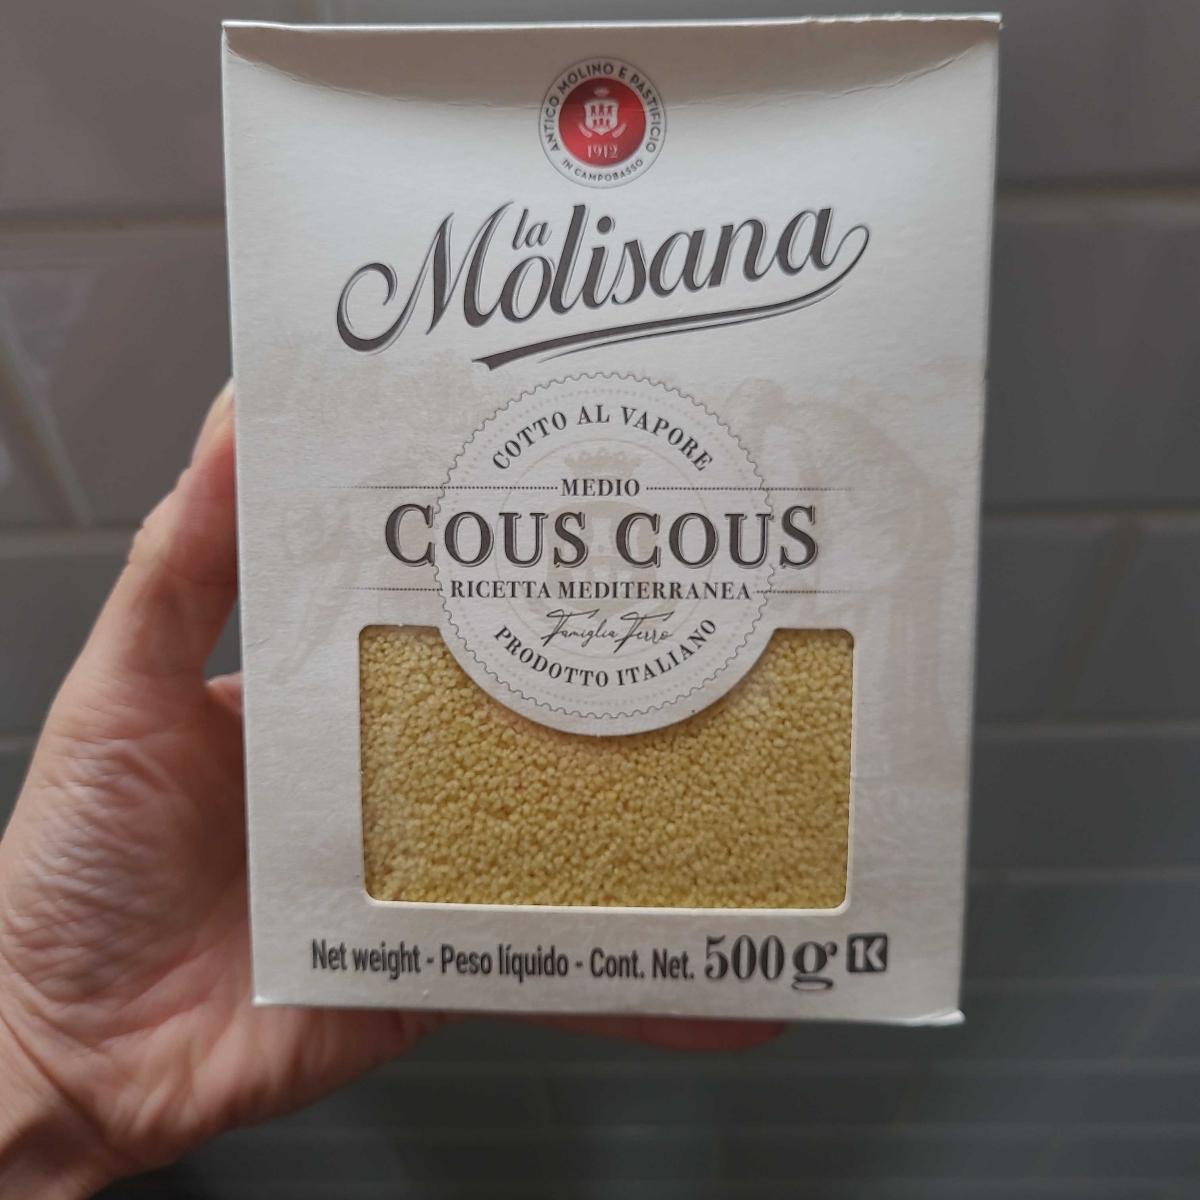 ANTICO MOLINO E PASTIFICIO
1912
IN CAMPOBASSO
la Molisana
COTTO AL VAPORE
MEDIO
COUS COUS
RICETTA MEDITERRANEA
Famiglia Ferro
PRODOTTO ITALIANO
Net weight - Peso líquido - Cont. Net. 500 g K